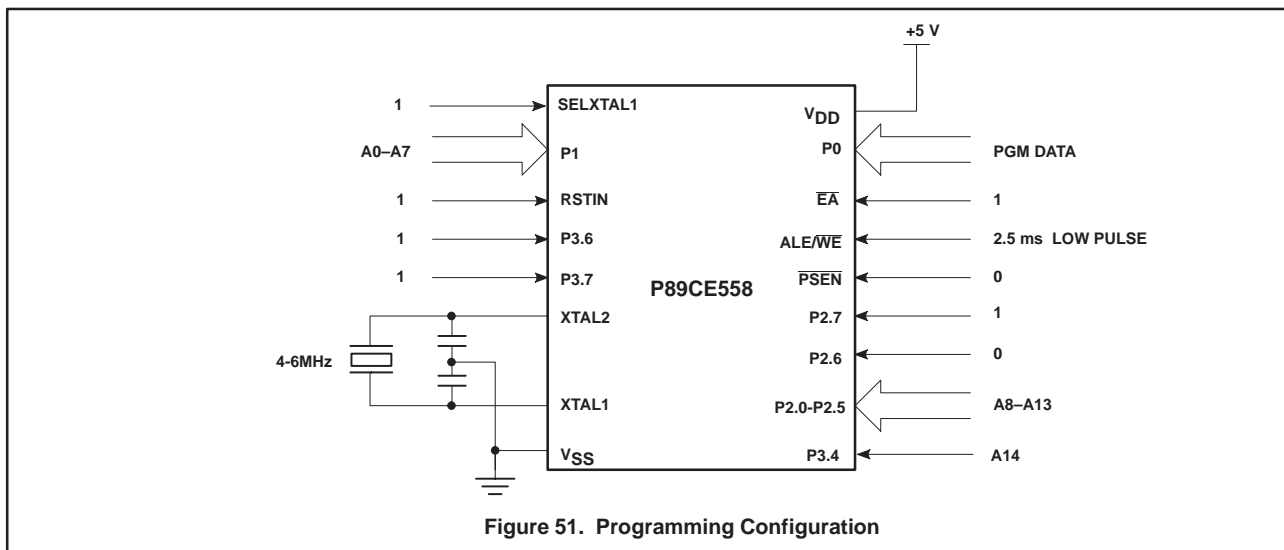 +5 V
1
SELXTAL1
VDD
A0–A7
P1
P0
PGM DATA
1
RSTIN
EA
1
1
P3.6
ALE/WE
2.5 ms LOW PULSE
1
P3.7
PSEN
0
P89CE558
XTAL2
P2.7
1
4-6MHz
P2.6
0
XTAL1
P2.0-P2.5
A8–A13
VSS
P3.4
A14
Figure 51. Programming Configuration